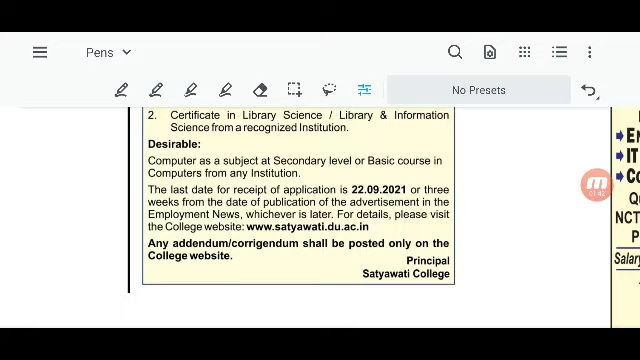 Pens
No Presets
2. Certificate in Library Science / Library & Information
Science from a recognized Institution.
Desirable:
Computer as a subject at Secondary level or Basic course in
Computers from any Institution.
The last date for receipt of application is 22.09.2021 or three
weeks from the date of publication of the advertisement in
the Employment News, whichever is later. For details, please visit
the College website: www.satyawati.du.ac.in
Any addendum/corrigendum shall be posted only on the
College website.
Principal
Satyawati College
IT
NCT
Salary
01:42